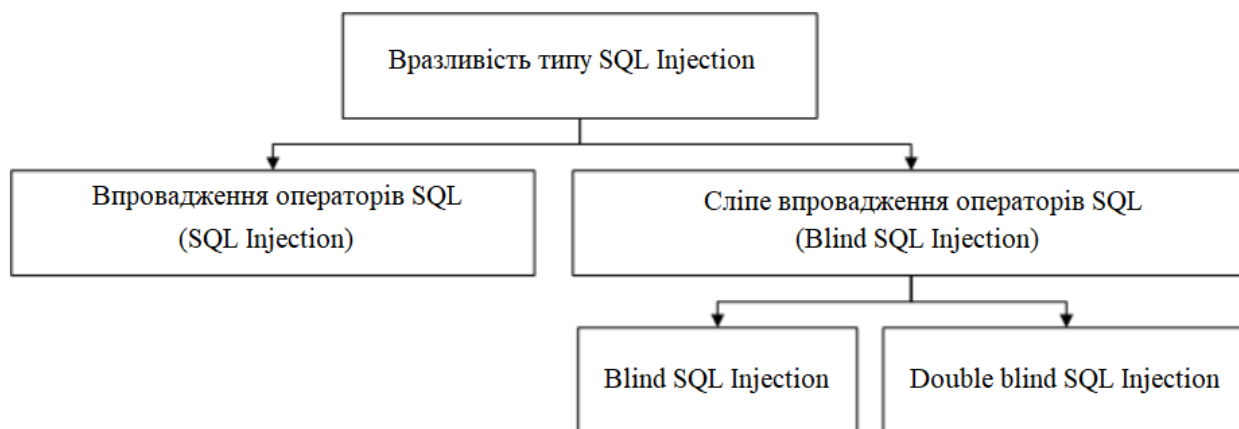 Вразливість типу SQL Injection
Впровадження операторів SQL
(SQL Injection)
Сліпе впровадження операторів SQL
(Blind SQL Injection)
Blind SQL Injection
Double blind SQL Injection